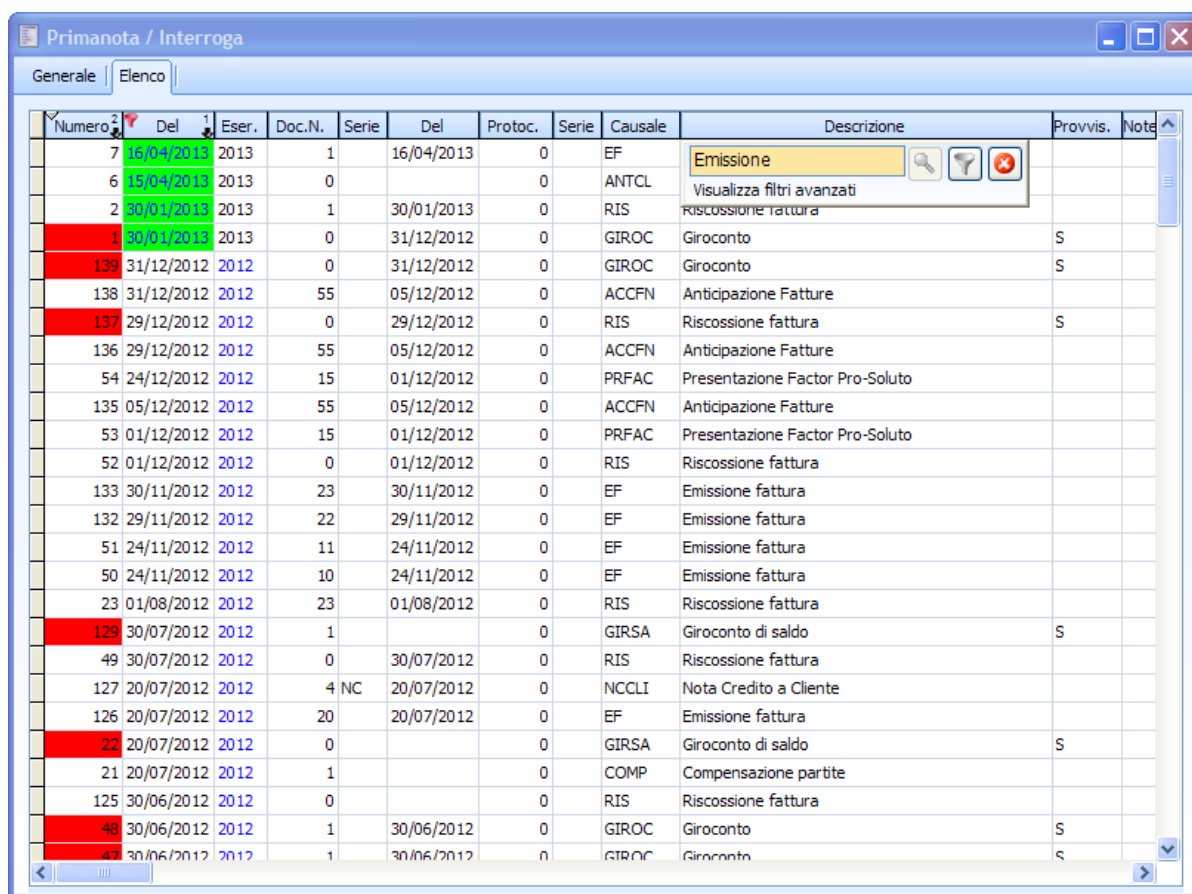 Primanota / Interroga
Generale Elenco
Numero 2 Del 1 Eser. Doc.N. Serie Del Protoc. Serie Causale Descrizione Provvis. Note
7 16/04/2013 2013 1 16/04/2013 0 EF Emissione
6 15/04/2013 2013 0 0 ANTCL Visualizza filtri avanzati
2 30/01/2013 2013 1 30/01/2013 0 RIS Riscossione fattura
1 30/01/2013 2013 0 31/12/2012 0 GIROC Giroconto S
139 31/12/2012 2012 0 31/12/2012 0 GIROC Giroconto S
138 31/12/2012 2012 55 05/12/2012 0 ACCFN Anticipazione Fatture
137 29/12/2012 2012 0 29/12/2012 0 RIS Riscossione fattura S
136 29/12/2012 2012 55 05/12/2012 0 ACCFN Anticipazione Fatture
54 24/12/2012 2012 15 01/12/2012 0 PRFAC Presentazione Factor Pro-Soluto
135 05/12/2012 2012 55 05/12/2012 0 ACCFN Anticipazione Fatture
53 01/12/2012 2012 15 01/12/2012 0 PRFAC Presentazione Factor Pro-Soluto
52 01/12/2012 2012 0 01/12/2012 0 RIS Riscossione fattura
133 30/11/2012 2012 23 30/11/2012 0 EF Emissione fattura
132 29/11/2012 2012 22 29/11/2012 0 EF Emissione fattura
51 24/11/2012 2012 11 24/11/2012 0 EF Emissione fattura
50 24/11/2012 2012 10 24/11/2012 0 EF Emissione fattura
23 01/08/2012 2012 23 01/08/2012 0 RIS Riscossione fattura
129 30/07/2012 2012 1 0 GIRSA Giroconto di saldo S
49 30/07/2012 2012 0 30/07/2012 0 RIS Riscossione fattura
127 20/07/2012 2012 4 NC 20/07/2012 0 NCCLI Nota Credito a Cliente
126 20/07/2012 2012 20 20/07/2012 0 EF Emissione fattura
22 20/07/2012 2012 0 0 GIRSA Giroconto di saldo S
21 20/07/2012 2012 1 0 COMP Compensazione partite
125 30/06/2012 2012 0 0 RIS Riscossione fattura
48 30/06/2012 2012 1 30/06/2012 0 GIROC Giroconto S
47 30/06/2012 2012 1 30/06/2012 0 GIROC Giroconto S